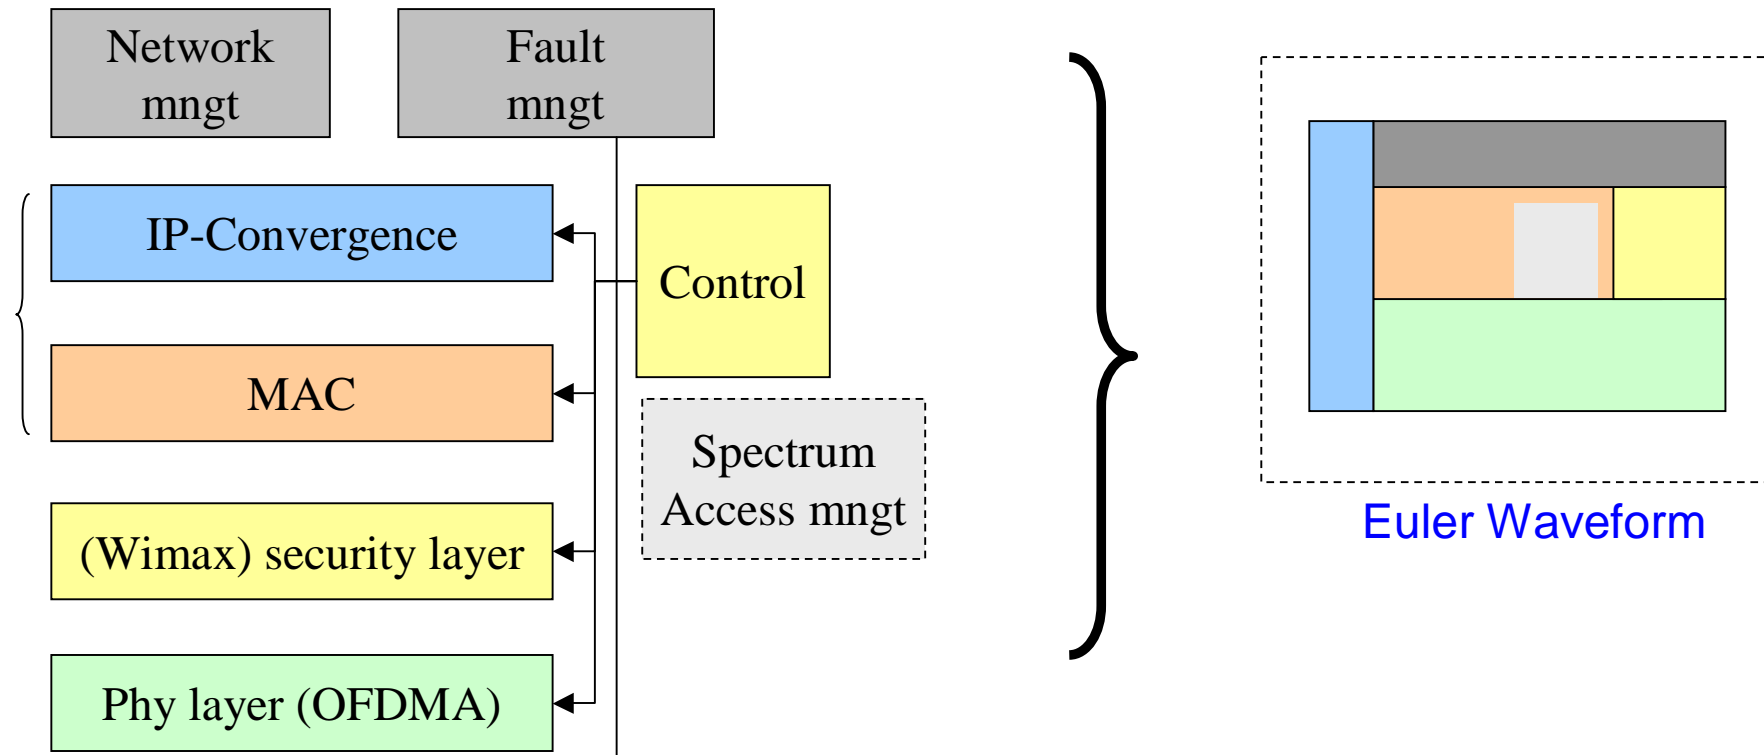 Network
mngt
Fault
mngt
IP-Convergence
Control
MAC
Spectrum
Access mngt
(Wimax) security layer
Phy layer (OFDMA)
Euler Waveform